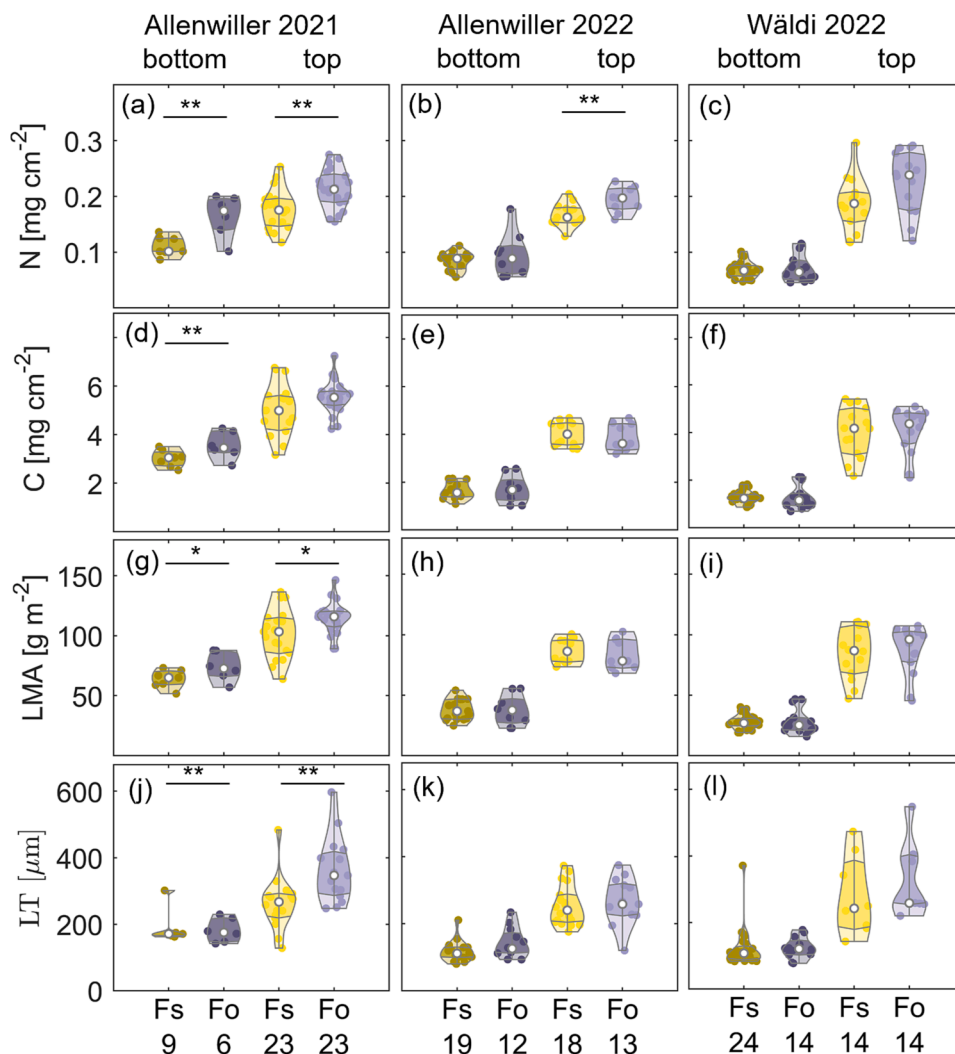 Allenwiller 2021 Allenwiller 2022 Wäldi 2022
bottom top bottom top bottom top
(a) ** ** (b) ** (c)
N [mg cm⁻²]
0.3
0.2
0.1
(d) ** (e) (f)
C [mg cm⁻²]
6
4
2
(g) * * (h) (i)
LMA [g m⁻²]
150
100
50
(j) ** ** (k) (l)
LT [μm]
600
400
200
0
Fs Fo Fs Fo Fs Fo Fs Fo Fs Fo Fs Fo
9 6 23 23 19 12 18 13 24 14 14 14